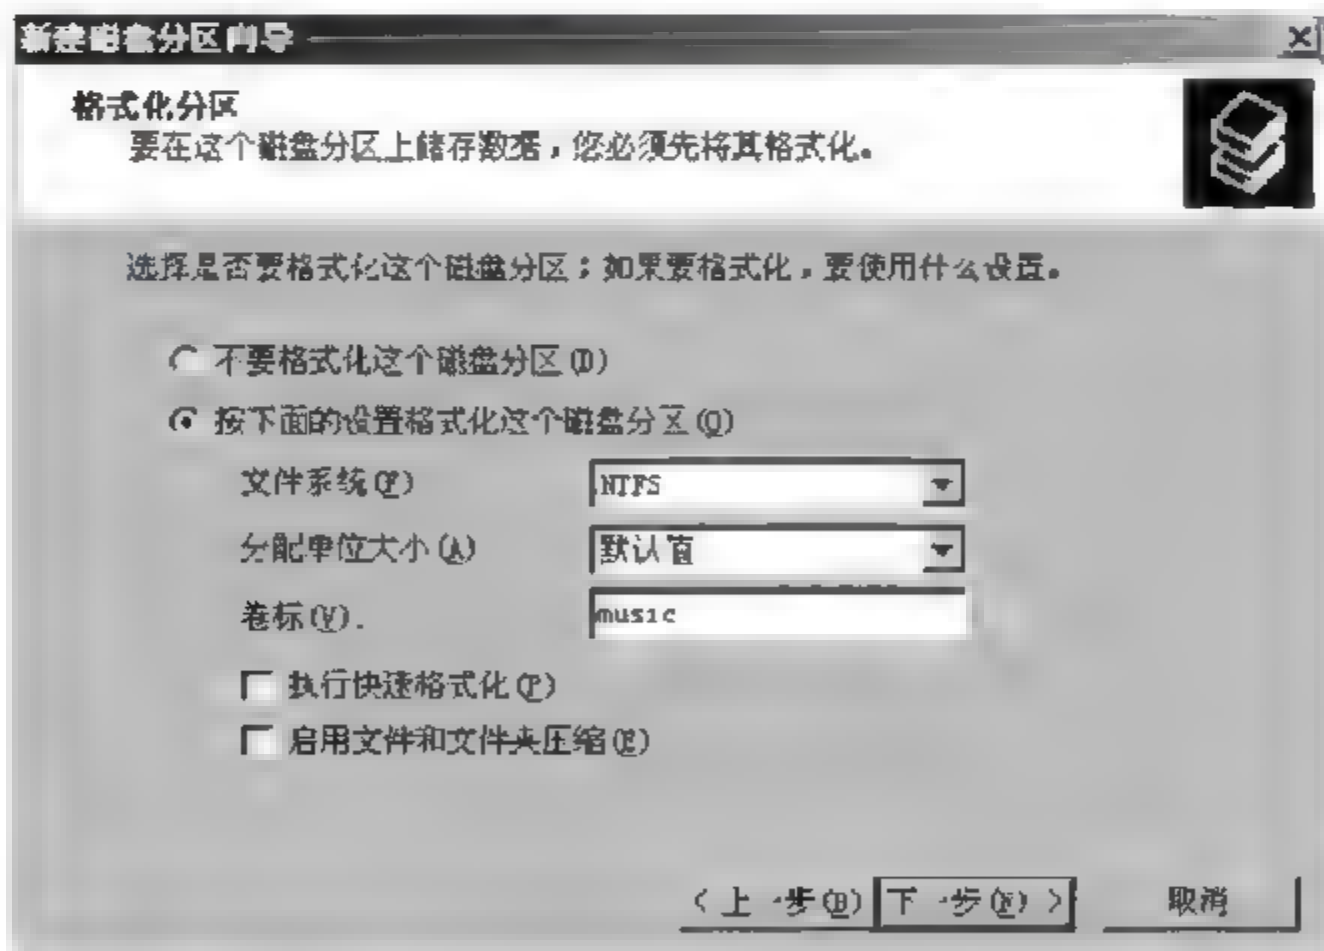 新建磁盘分区向导
格式化分区
要在这个磁盘分区上储存数据，您必须先将其格式化。
选择是否要格式化这个磁盘分区；如果要格式化，要使用什么设置。
不要格式化这个磁盘分区(D)
按下面的设置格式化这个磁盘分区(O)
文件系统(F) NTFS
分配单位大小(A) 默认值
卷标(V). music
执行快速格式化(P)
启用文件和文件夹压缩(E)
< 上一步(B) 下一步(N) > 取消